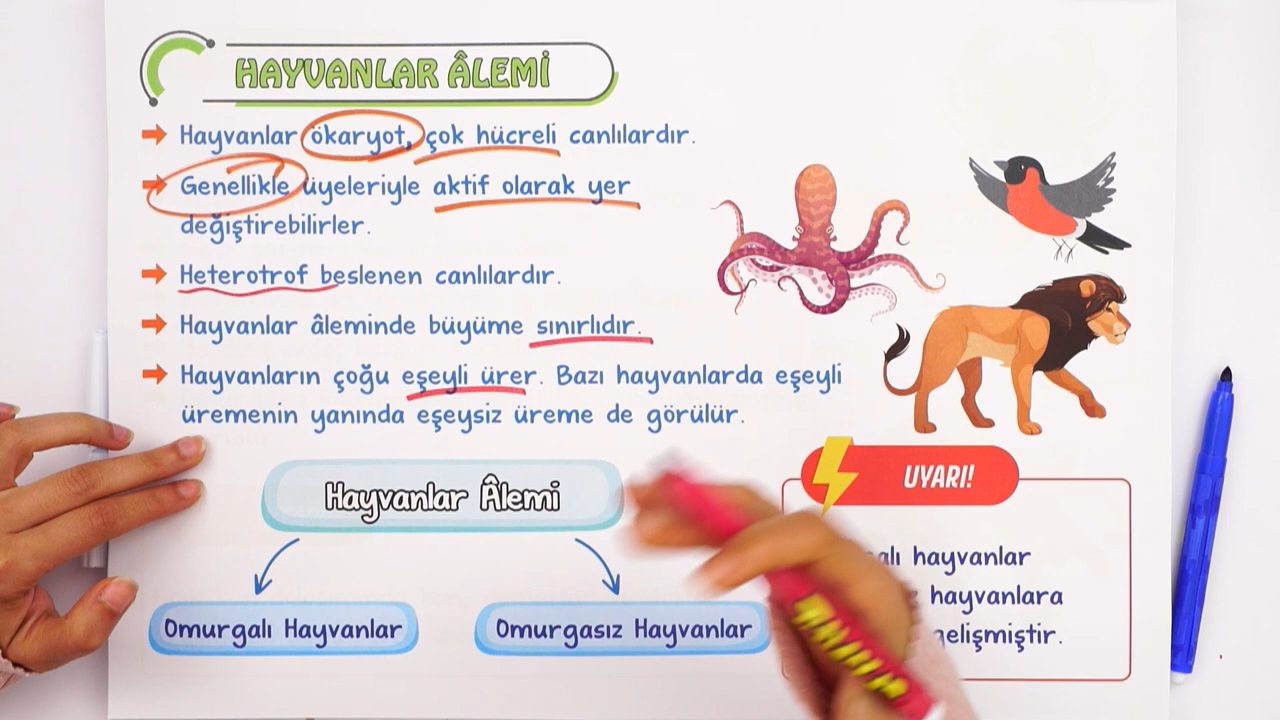 HAYVANLAR ÂLEMİ
Hayvanlar ökaryot, çok hücreli canlılardır.
Genellikle üyeleriyle aktif olarak yer
değiştirebilirler.
Heterotrof beslenen canlılardır.
Hayvanlar âleminde büyüme sınırlıdır.
Hayvanların çoğu eşeyli ürer. Bazı hayvanlarda eşeyli
üremenin yanında eşeysiz üreme de görülür.
Hayvanlar Âlemi
Omurgalı Hayvanlar
Omurgasız Hayvanlar
UYARI!
hayvanlar
hayvanlara
gelişmiştir.